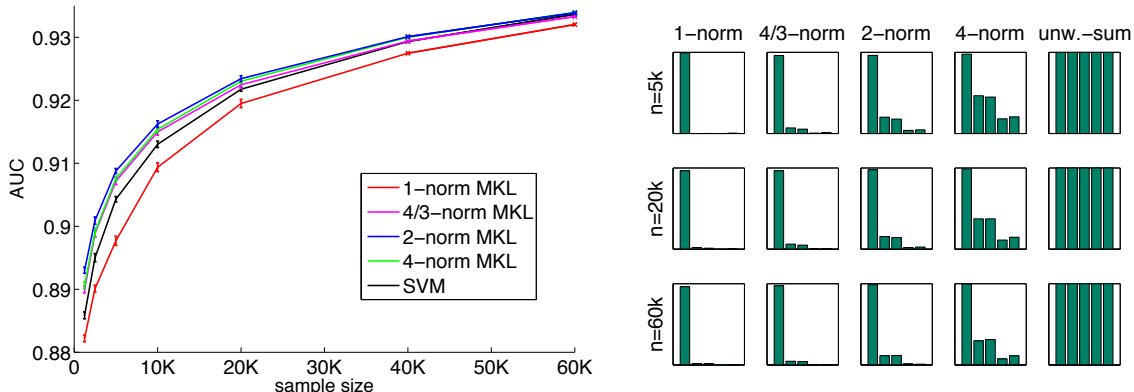 0.93
0.92
0.91
0.9
0.89
0.88
AUC
0 10K 20K 30K 40K 50K 60K
sample size
1−norm MKL
4/3−norm MKL
2−norm MKL
4−norm MKL
SVM
1−norm 4/3−norm 2−norm 4−norm unw.−sum
n=5k
n=20k
n=60k